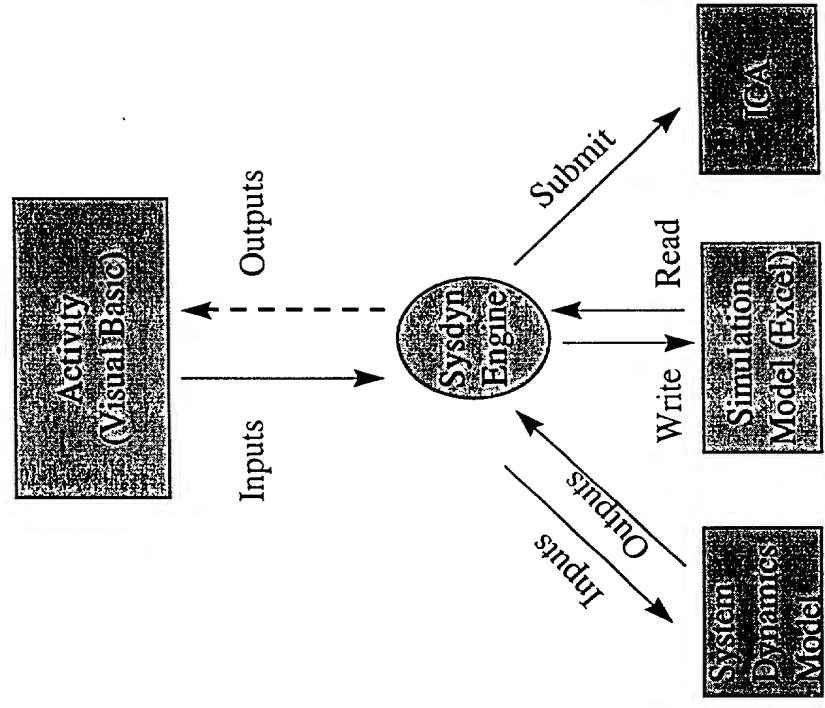 Activity
(Visual Basic)
Inputs
Outputs
Sysdyn
Engine
Inputs
Outputs
Write
Read
Submit
System
Dynamics
Model
Simulation
Model (Excel)
ICA